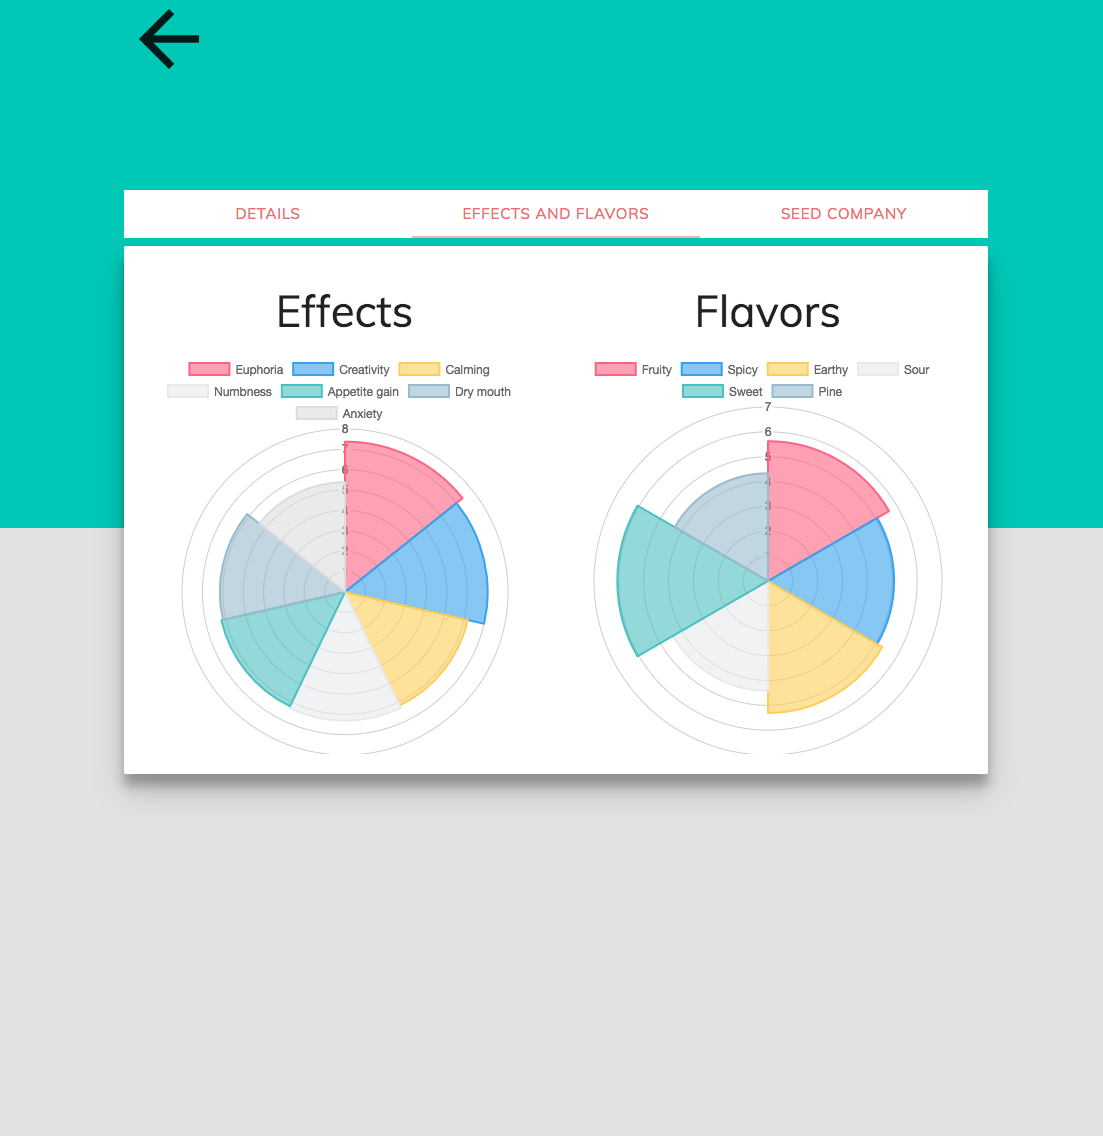 DETAILS EFFECTS AND FLAVORS SEED COMPANY
Effects
Euphoria Creativity Calming
Numbness Appetite gain Dry mouth
Anxiety
8
7
6
5
4
3
2
Flavors
Fruity Spicy Earthy Sour
Sweet Pine
7
6
5
4
3
2
1